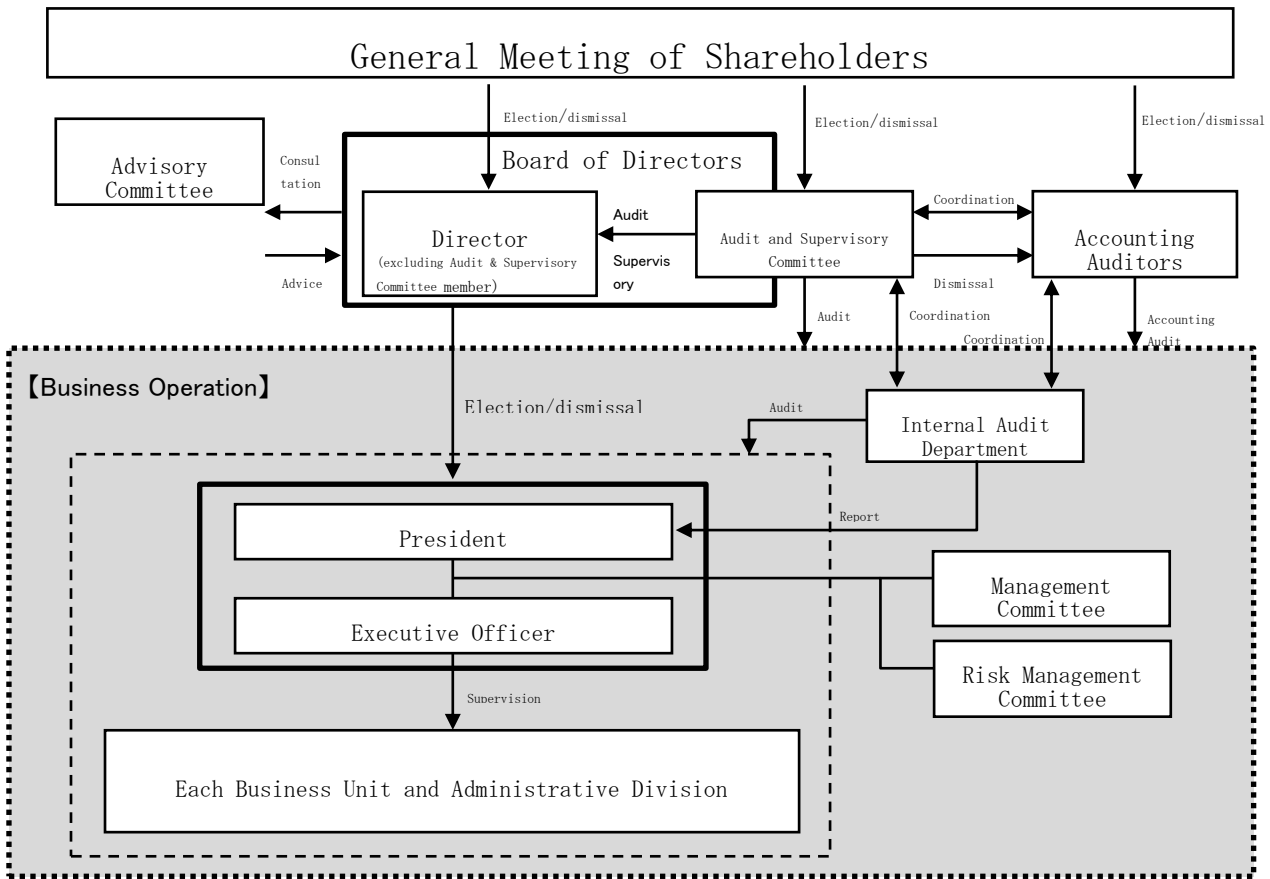 General Meeting of Shareholders
Election/dismissal
Election/dismissal
Election/dismissal
Advisory
Committee
Consul
tation
Advice
Board of Directors
Director
(excluding Audit & Supervisory
Committee member)
Audit
Supervis
ory
Audit and Supervisory
Committee
Coordination
Dismissal
Accounting
Auditors
Audit
Coordination
Coordination
Accounting
Audit
【Business Operation】
Election/dismissal
Audit
Internal Audit
Department
Report
President
Executive Officer
Management
Committee
Risk Management
Committee
Supervision
Each Business Unit and Administrative Division